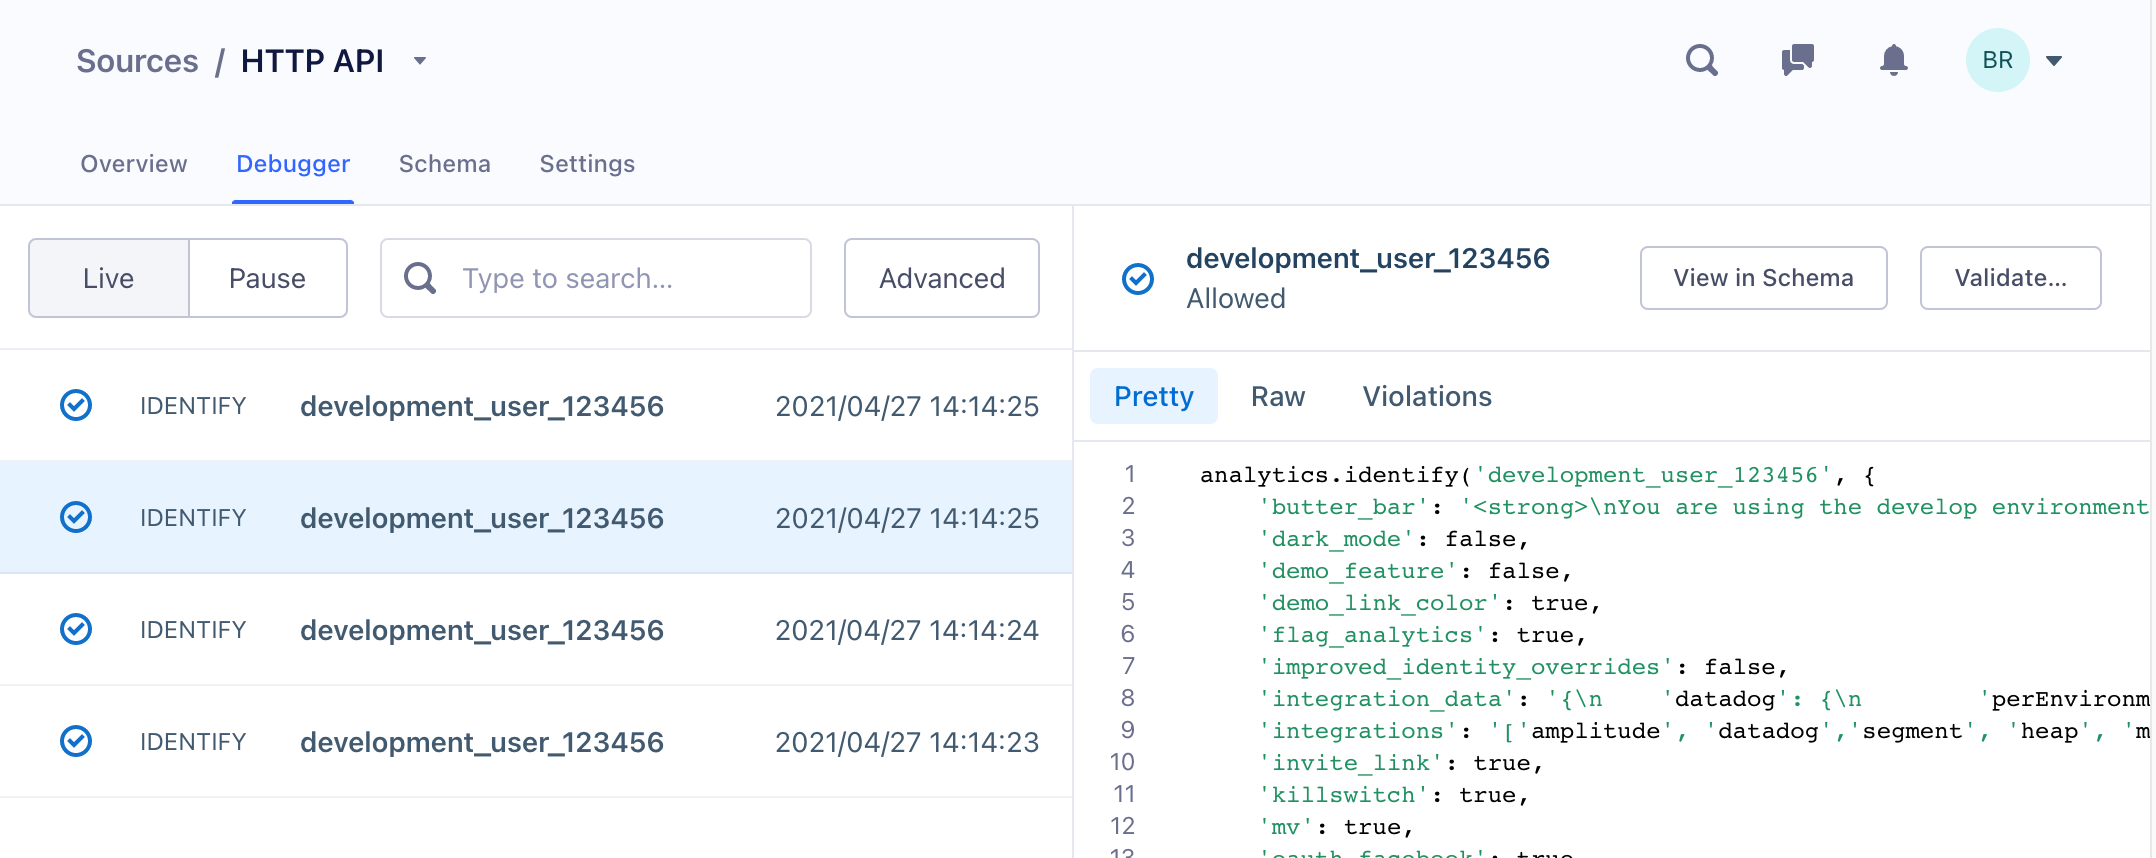 Sources / HTTP API
BR
Overview Debugger Schema Settings
Live Pause Type to search... Advanced
IDENTIFY development_user_123456 2021/04/27 14:14:25
IDENTIFY development_user_123456 2021/04/27 14:14:25
IDENTIFY development_user_123456 2021/04/27 14:14:24
IDENTIFY development_user_123456 2021/04/27 14:14:23
development_user_123456
Allowed
View in Schema Validate...
Pretty Raw Violations
1 analytics.identify('development_user_123456', {
2 'butter_bar': '<strong>\nYou are using the develop environment
3 'dark_mode': false,
4 'demo_feature': false,
5 'demo_link_color': true,
6 'flag_analytics': true,
7 'improved_identity_overrides': false,
8 'integration_data': '{\n 'datadog': {\n 'perEnvironm
9 'integrations': '['amplitude', 'datadog','segment', 'heap', 'm
10 'invite_link': true,
11 'killswitch': true,
12 'mv': true,
13 'oauth_facebook': true